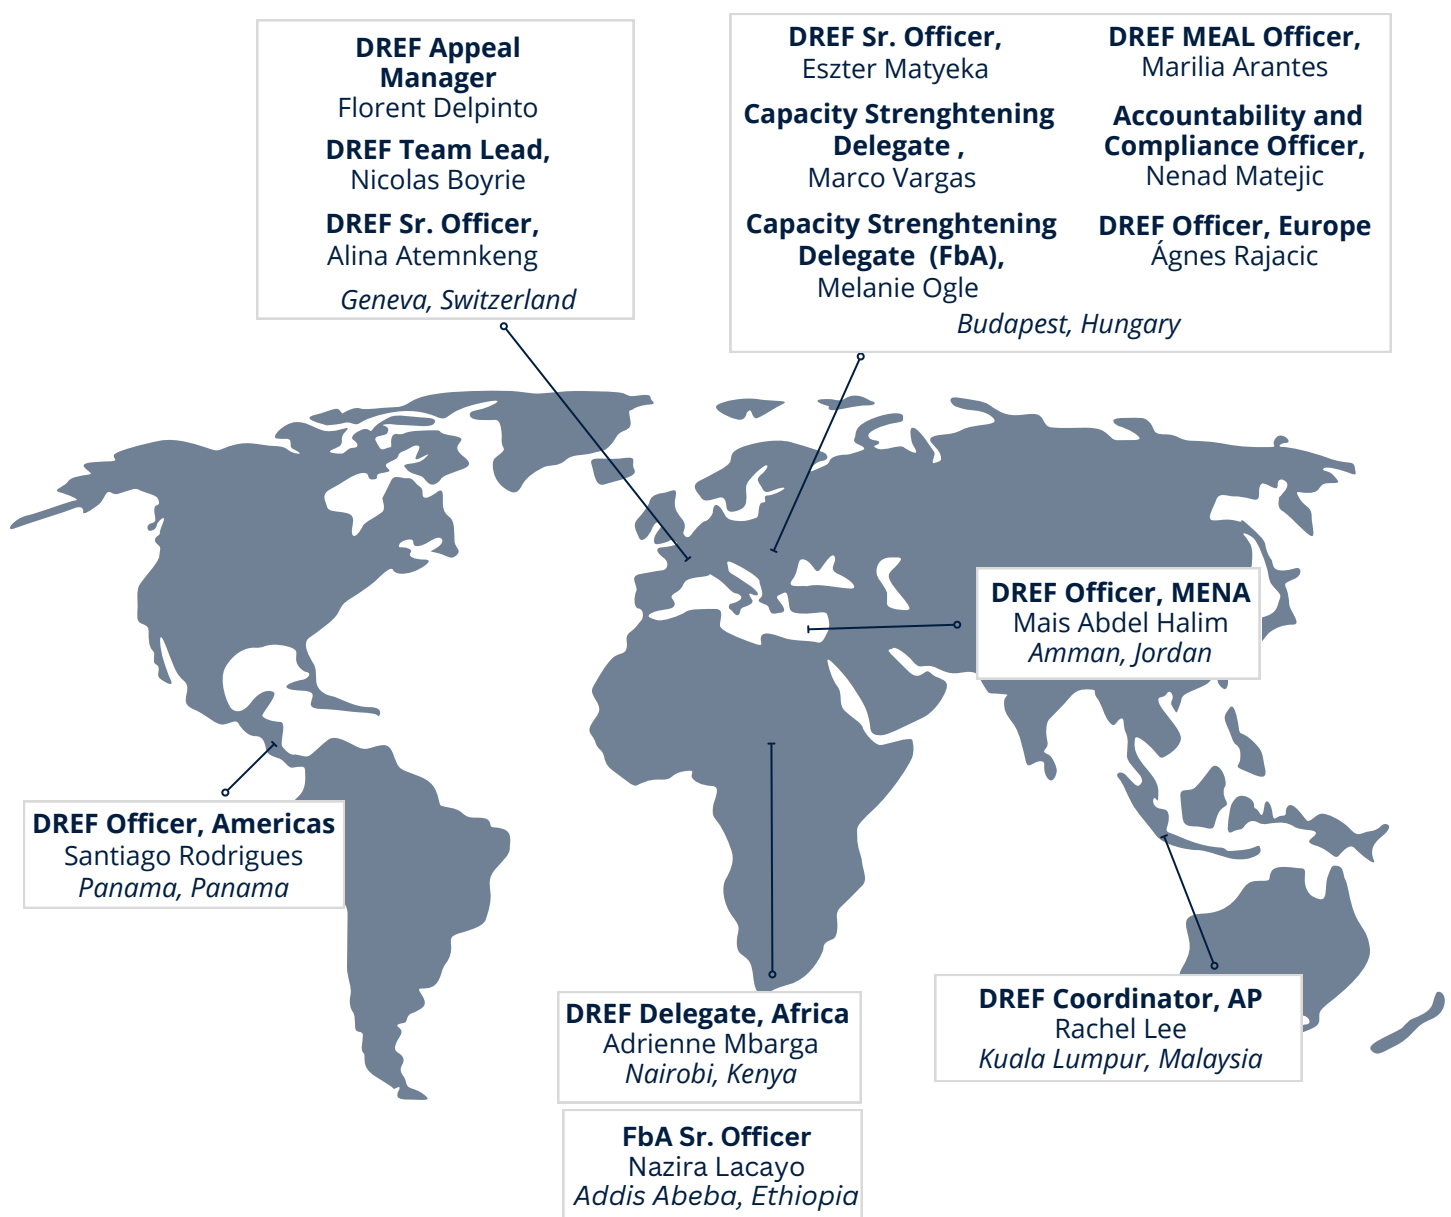 DREF Appeal
Manager
Florent Delpinto
DREF Team Lead,
Nicolas Boyrie
DREF Sr. Officer,
Alina Atemnkeng
Geneva, Switzerland
DREF Sr. Officer,
Eszter Matyeka
Capacity Strenghtening
Delegate ,
Marco Vargas
Capacity Strenghtening
Delegate (FbA),
Melanie Ogle
DREF MEAL Officer,
Marilia Arantes
Accountability and
Compliance Officer,
Nenad Matejic
DREF Officer, Europe
Ágnes Rajacic
Budapest, Hungary
DREF Officer, MENA
Mais Abdel Halim
Amman, Jordan
DREF Officer, Americas
Santiago Rodrigues
Panama, Panama
DREF Delegate, Africa
Adrienne Mbarga
Nairobi, Kenya
DREF Coordinator, AP
Rachel Lee
Kuala Lumpur, Malaysia
FbA Sr. Officer
Nazira Lacayo
Addis Abeba, Ethiopia